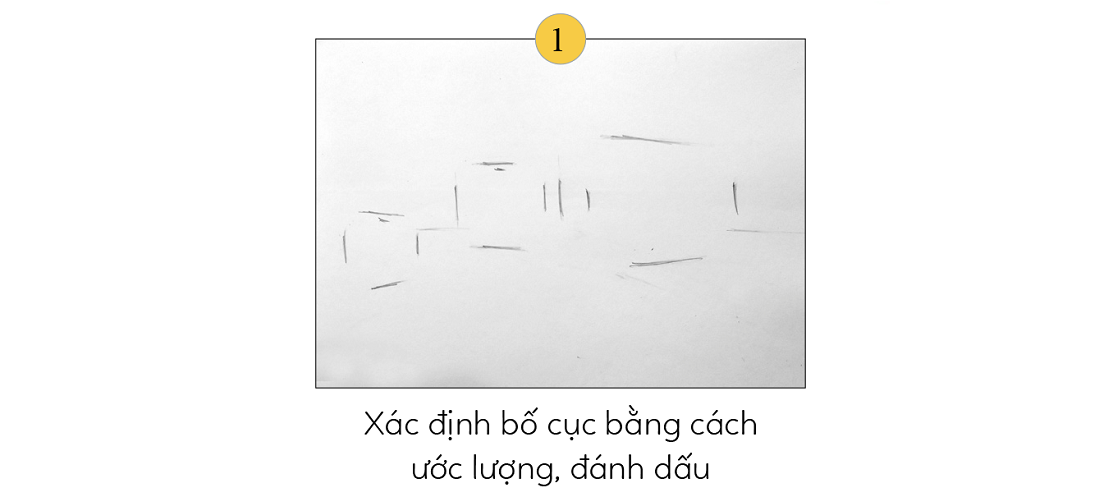 1
Xác định bố cục bằng cách
ước lượng, đánh dấu